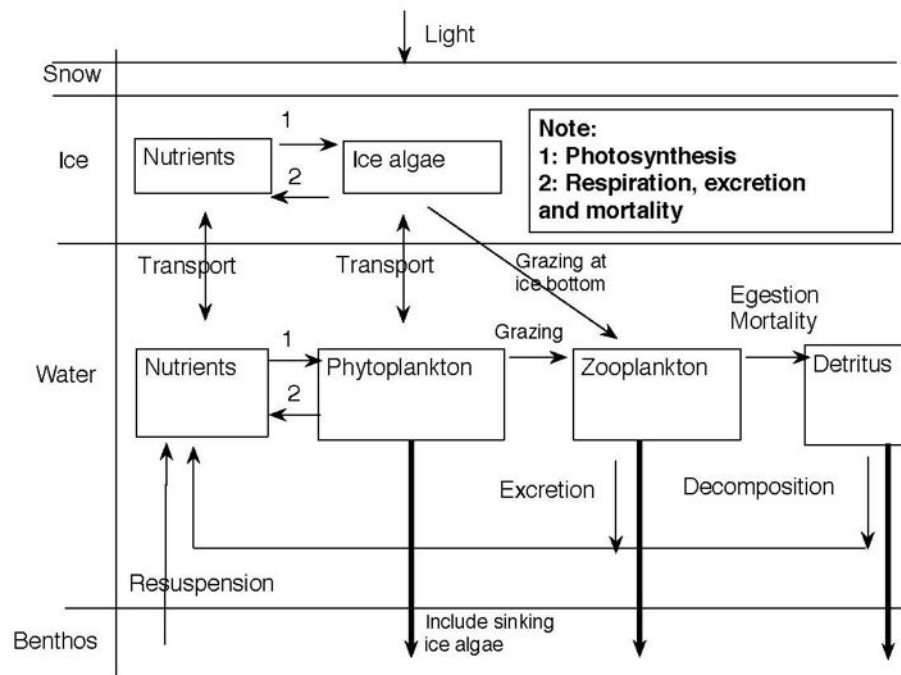 Light
Snow
Ice
Nutrients
1
2
Ice algae
Note:
1: Photosynthesis
2: Respiration, excretion
and mortality
Transport
Transport
Grazing at
ice bottom
Egestion
Mortality
Water
Nutrients
1
2
Phytoplankton
Grazing
Zooplankton
Detritus
Excretion
Decomposition
Resuspension
Benthos
Include sinking
ice algae